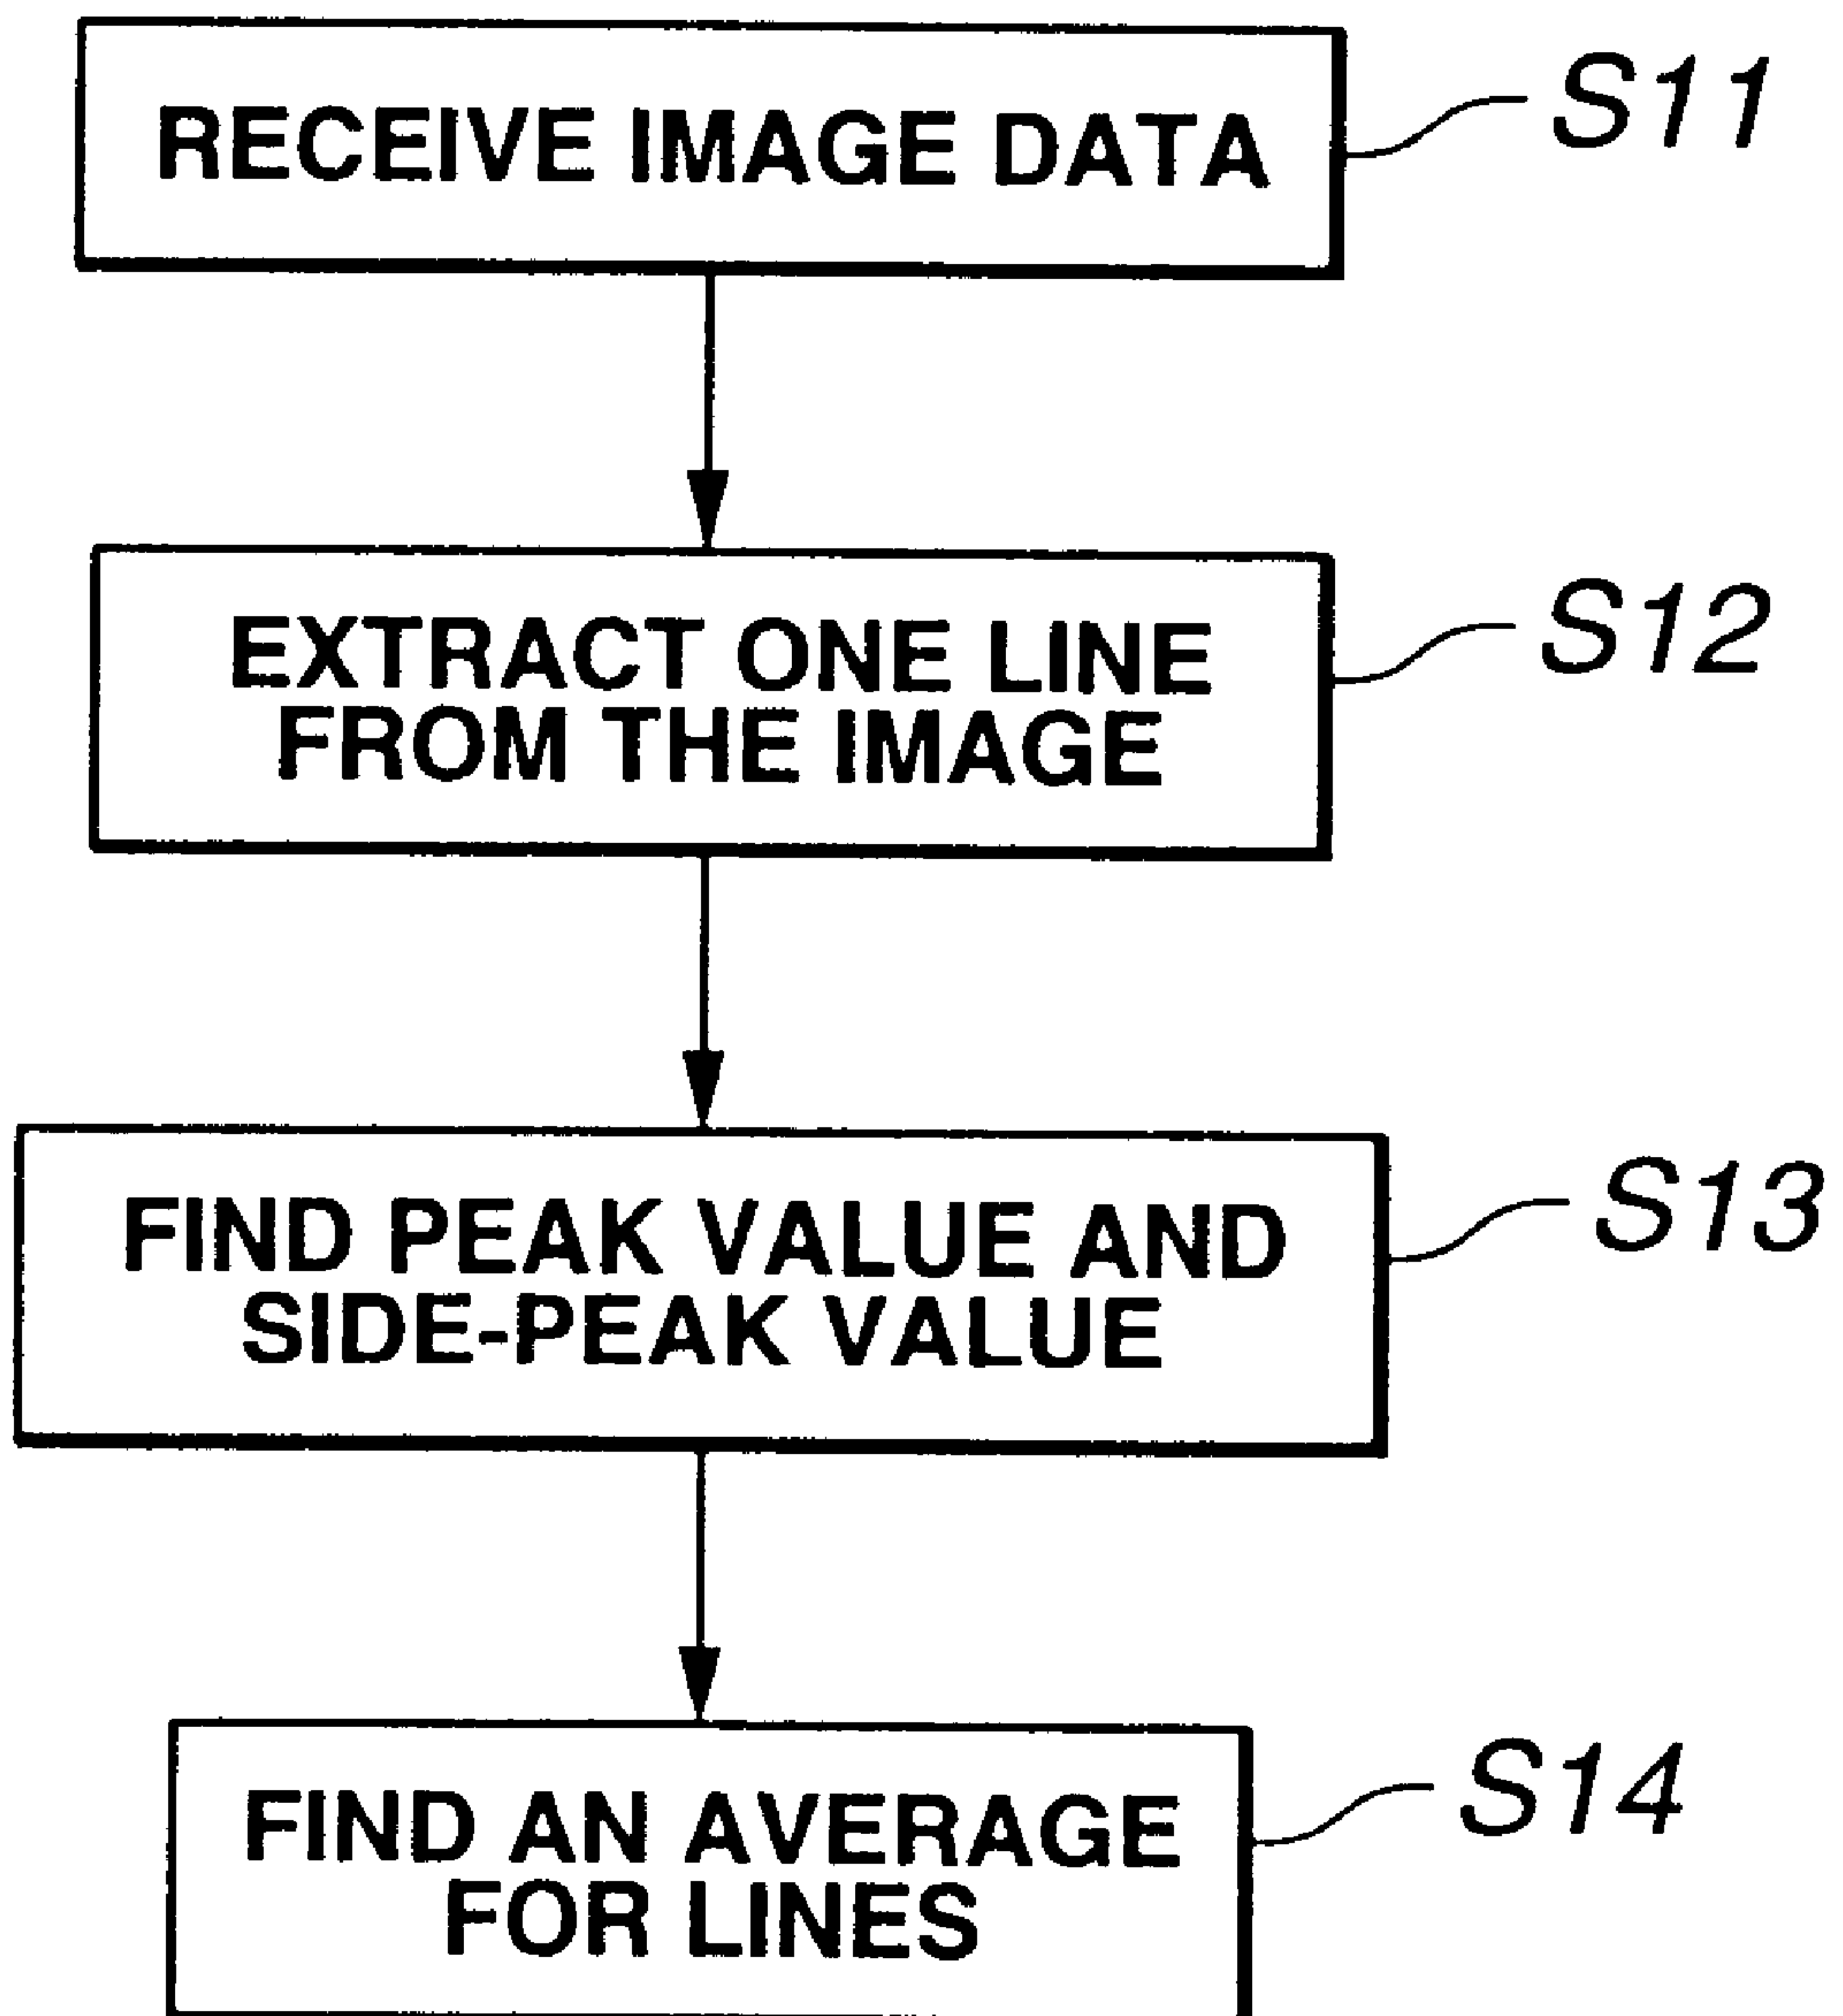 RECEIVE IMAGE DATA
S11
EXTRACT ONE LINE
FROM THE IMAGE
S12
FIND PEAK VALUE AND
SIDE-PEAK VALUE
S13
FIND AN AVERAGE
FOR LINES
S14